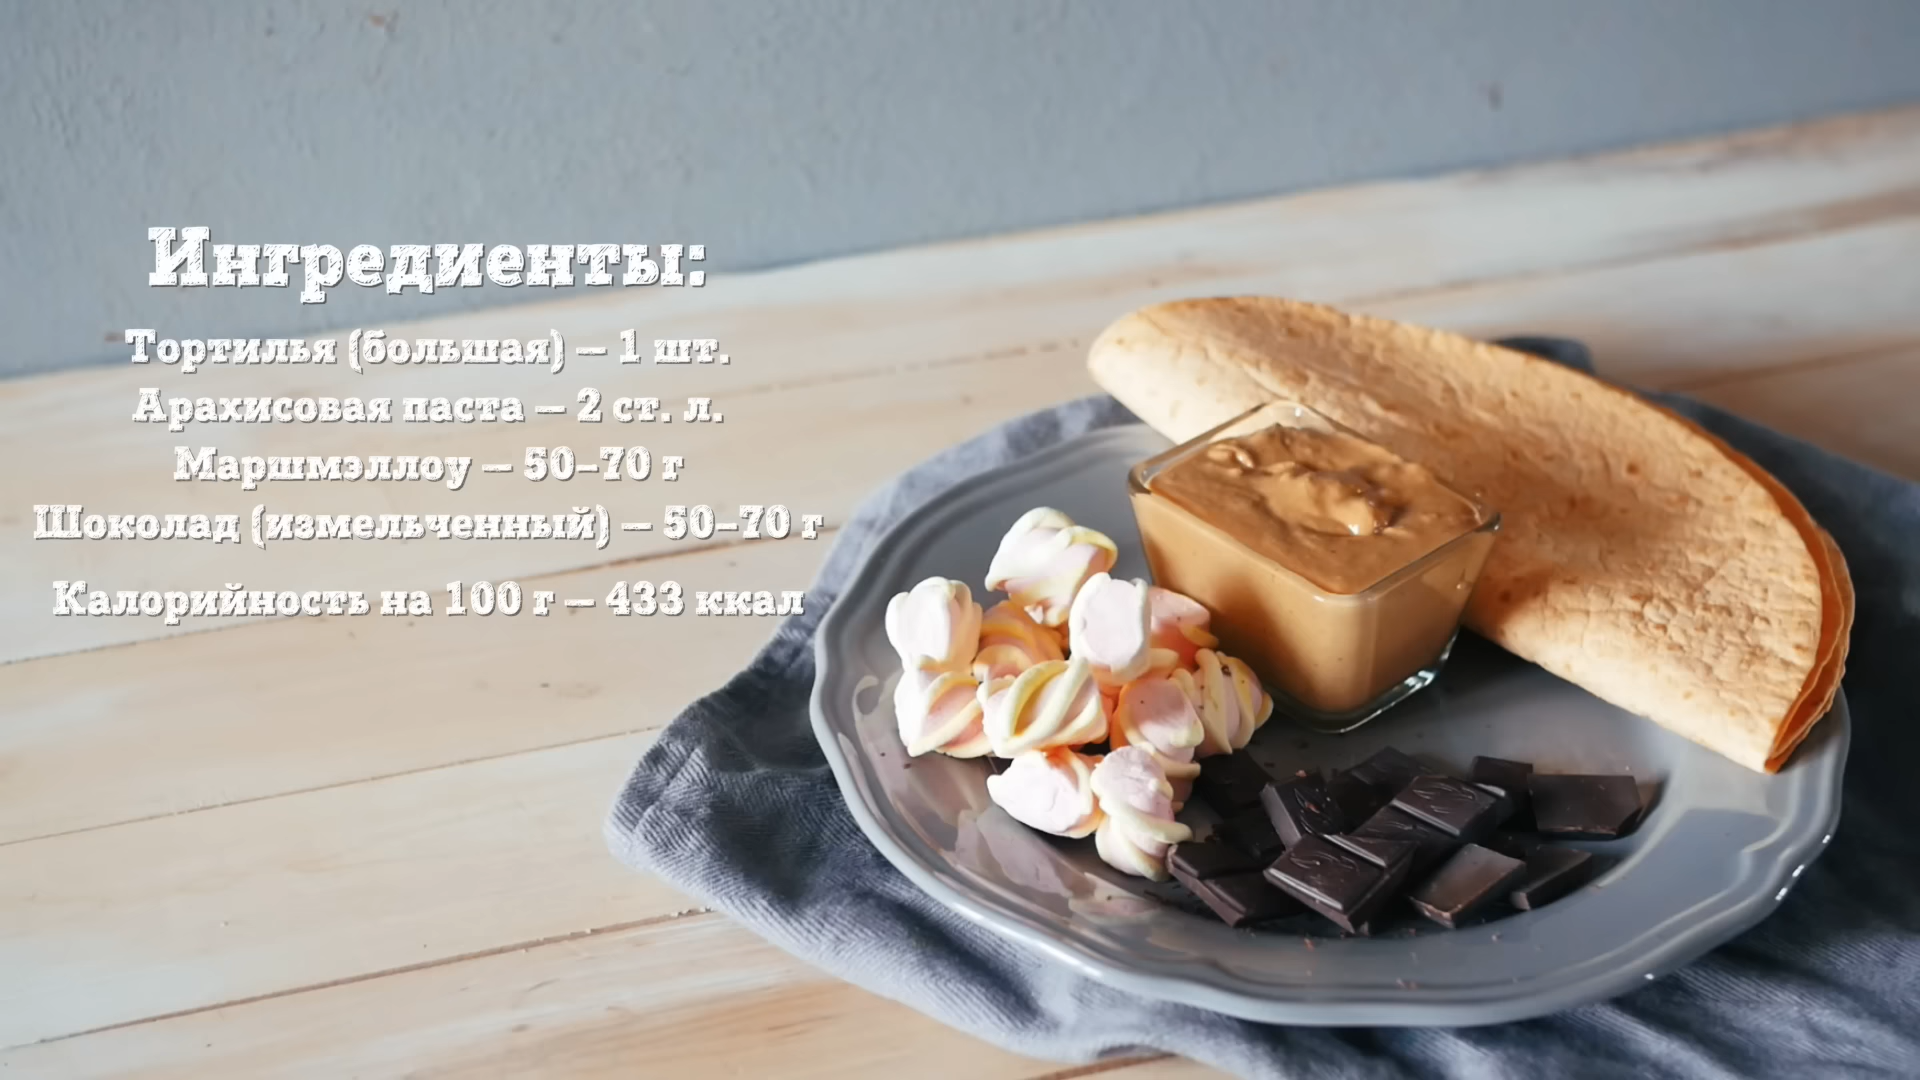 Ингредиенты:
Тортилья (большая) – 1 шт.
Арахисовая паста – 2 ст. л.
Маршмэллоу – 50–70 г
Шоколад (измельченный) – 50–70 г
Калорийность на 100 г – 433 ккал